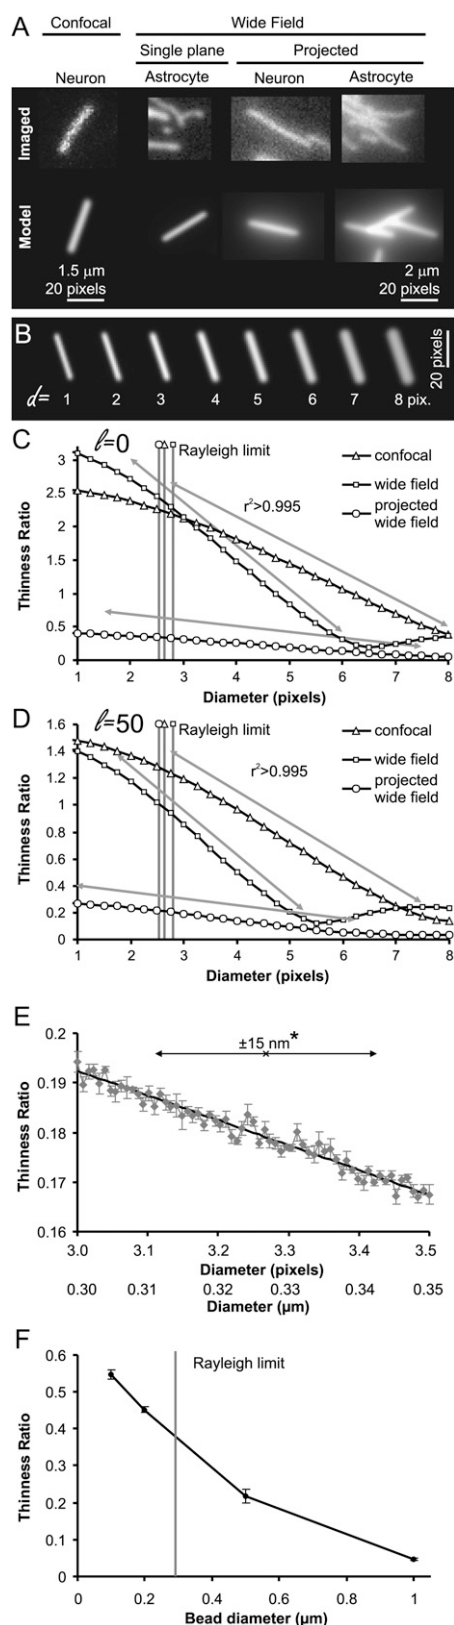 A
Confocal Wide Field
Single plane Projected
Neuron Astrocyte Neuron Astrocyte
Imaged
Model
1.5 μm 2 μm
20 pixels 20 pixels
B
20 pixels
d= 1 2 3 4 5 6 7 8 pix.
C
ℓ=0
Rayleigh limit
confocal
wide field
projected
wide field
r²>0.995
Thinness Ratio
3
2.5
2
1.5
1
0.5
0
1 2 3 4 5 6 7 8
Diameter (pixels)
D
ℓ=50
Rayleigh limit
confocal
wide field
projected
wide field
r²>0.995
Thinness Ratio
1.6
1.4
1.2
1
0.8
0.6
0.4
0.2
0
1 2 3 4 5 6 7 8
Diameter (pixels)
E
±15 nm*
Thinness Ratio
0.2
0.19
0.18
0.17
0.16
3.0 3.1 3.2 3.3 3.4 3.5
Diameter (pixels)
0.30 0.31 0.32 0.33 0.34 0.35
Diameter (μm)
F
Rayleigh limit
Thinness Ratio
0.6
0.5
0.4
0.3
0.2
0.1
0
0 0.2 0.4 0.6 0.8 1
Bead diameter (μm)